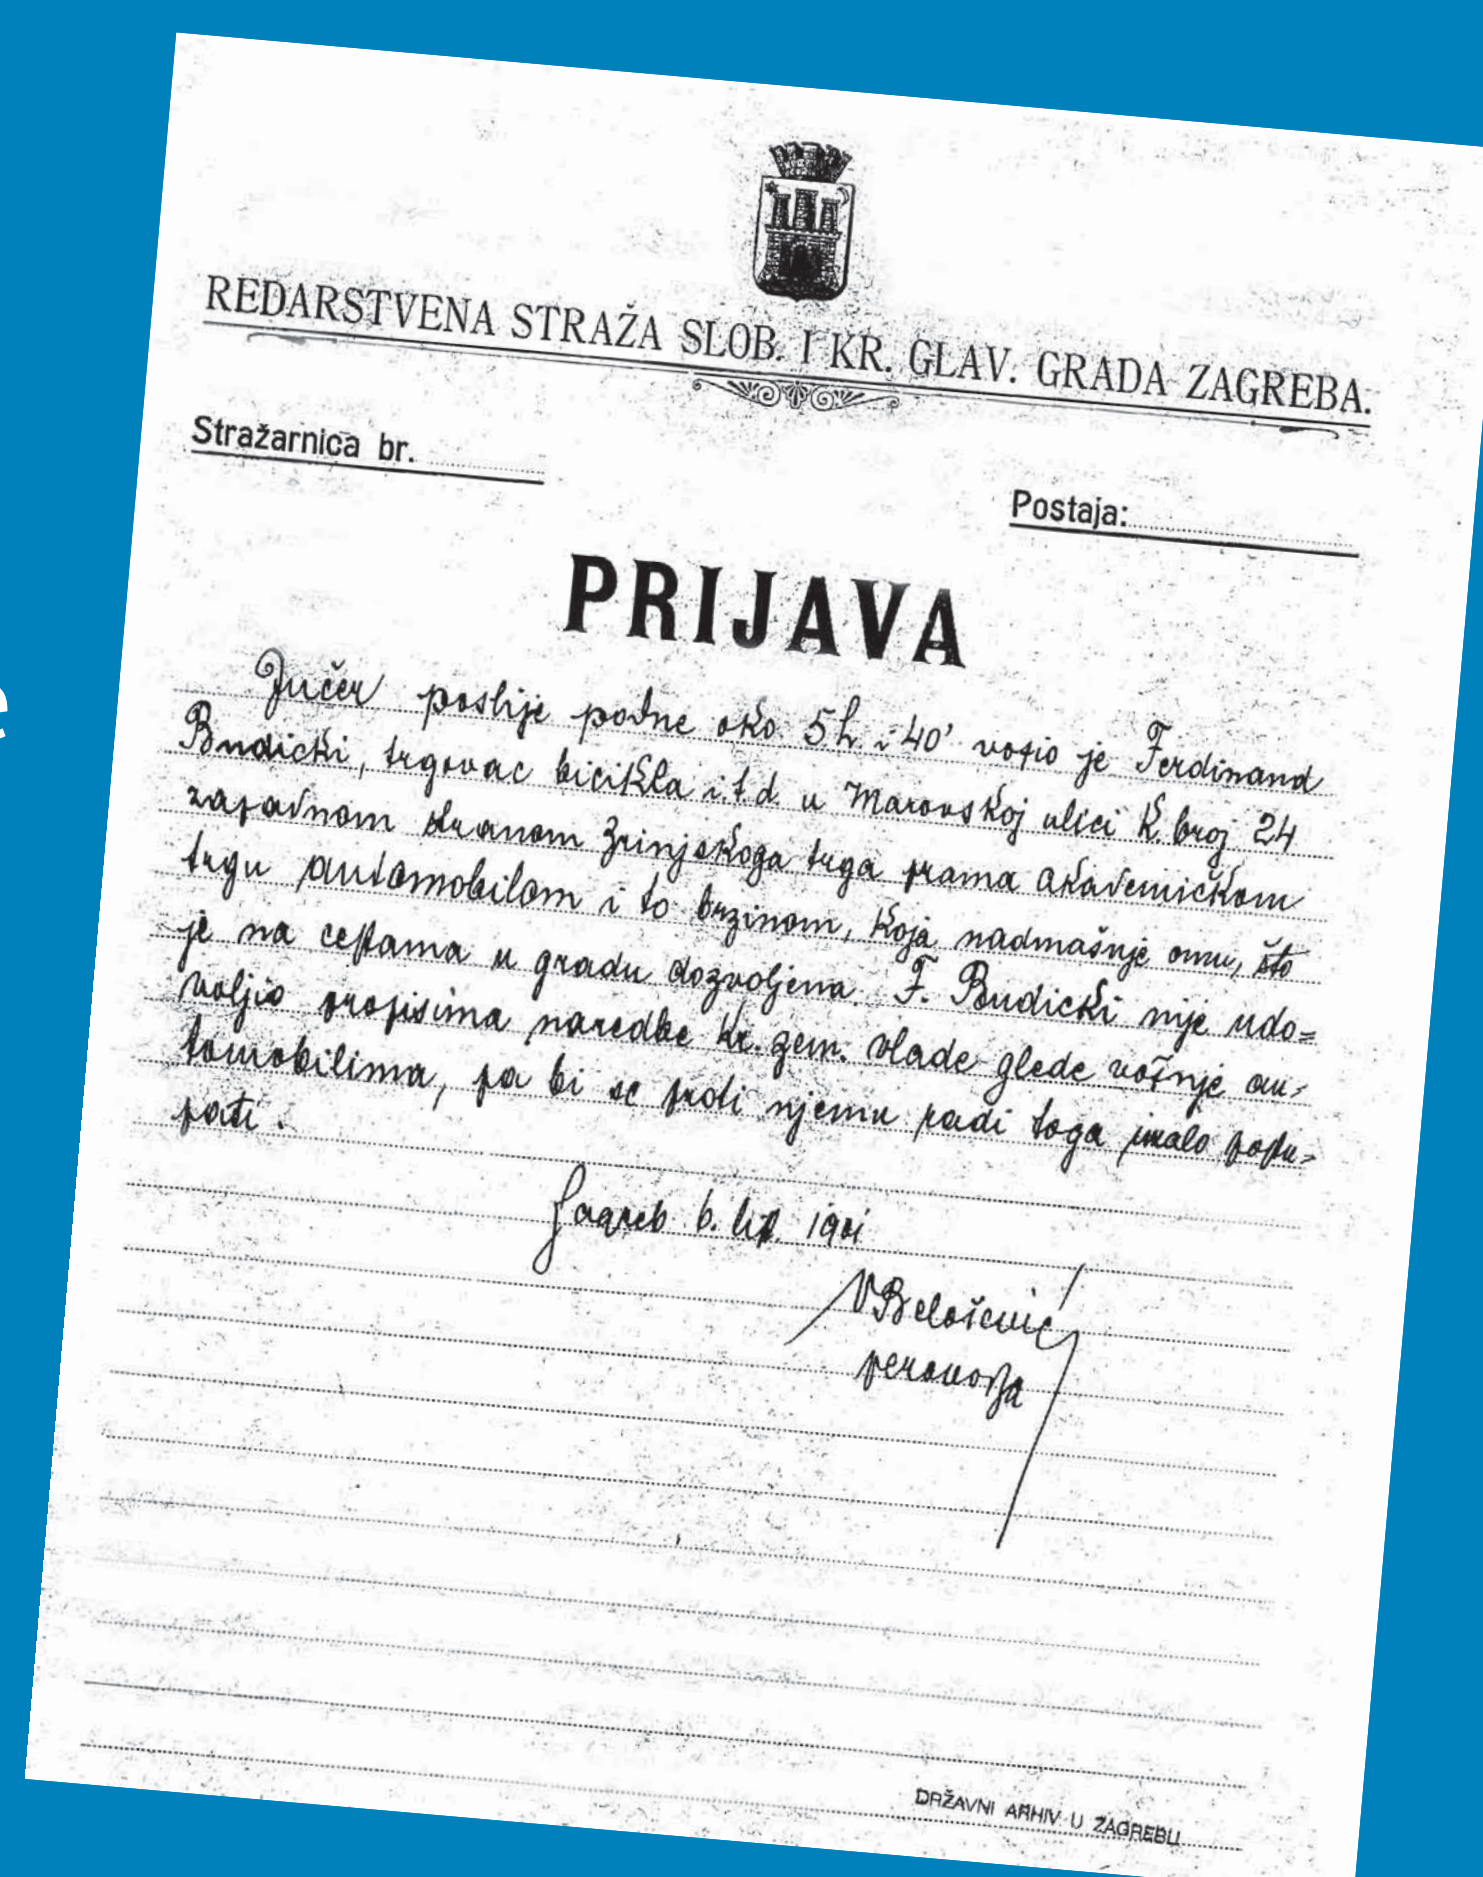 REDARSTVENA STRAŽA SLOB. I KR. GLAV. GRADA ZAGREBA.
Stražarnica br.
Postaja:
PRIJAVA
Jučer poslije podne oko 5 h i 40' vozio je Ferdinand
Budicki, trgovac bicikla i.t.d. u Marovskoj ulici k. broj 24
zapadnom stranom Zrinjskoga trga prama akademičkom
trgu automobilom i to brzinom, koja nadmašuje onu, što
je na cestama u gradu dozvoljena. F. Budicki nije udo=
voljio propisima naredbe kr. zem. vlade glede vožnje au=
tomobilima, pa bi se proti njemu radi toga imalo postu=
pati.
Zagreb 6. lip. 1901
V Belošević
perovođa
DRŽAVNI ARHIV U ZAGREBU
e